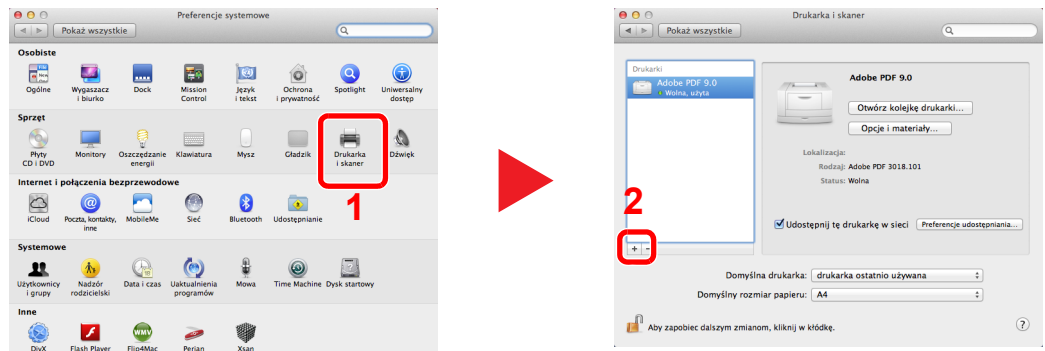 Preferencje systemowe
Pokaż wszystkie
Osobiste
Ogólne
Wygaszacz
i biurko
Dock
Mission
Control
Język
i tekst
Ochrona
i prywatność
Spotlight
Uniwersalny
dostęp
Sprzęt
Płyty
CD i DVD
Monitory
Oszczędzanie
energii
Klawiatura
Mysz
Gładzik
Drukarka
i skaner
Dźwięk
Internet i połączenia bezprzewodowe
1
iCloud
Poczta, kontakty,
inne
MobileMe
Sieć
Bluetooth
Udostępnianie
Systemowe
Użytkownicy
i grupy
Nadzór
rodzicielski
Data i czas
Uaktualnienia
programów
Mowa
Time Machine
Dysk startowy
Inne
DivX
Flash Player
WMV
Flip4Mac
Perian
Xsan
Drukarka i skaner
Pokaż wszystkie
Drukarki
Adobe PDF 9.0
Wolna, użyta
Adobe PDF 9.0
Otwórz kolejkę drukarki...
Opcje i materiały...
Lokalizacja:
Rodzaj: Adobe PDF 3018.101
Status: Wolna
2
Udostępnij tę drukarkę w sieci
Preferencje udostępniania...
+ −
Domyślna drukarka: drukarka ostatnio używana
Domyślny rozmiar papieru: A4
Aby zapobiec dalszym zmianom, kliknij w kłódkę.
?